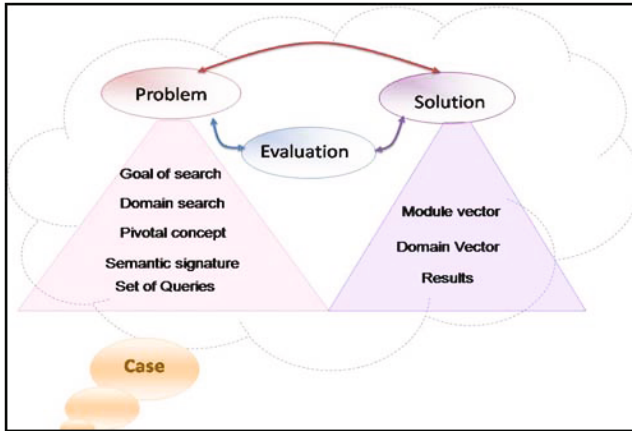 Problem
Solution
Evaluation
Goal of search
Domain search
Pivotal concept
Semantic signature
Set of Queries
Module vector
Domain Vector
Results
Case